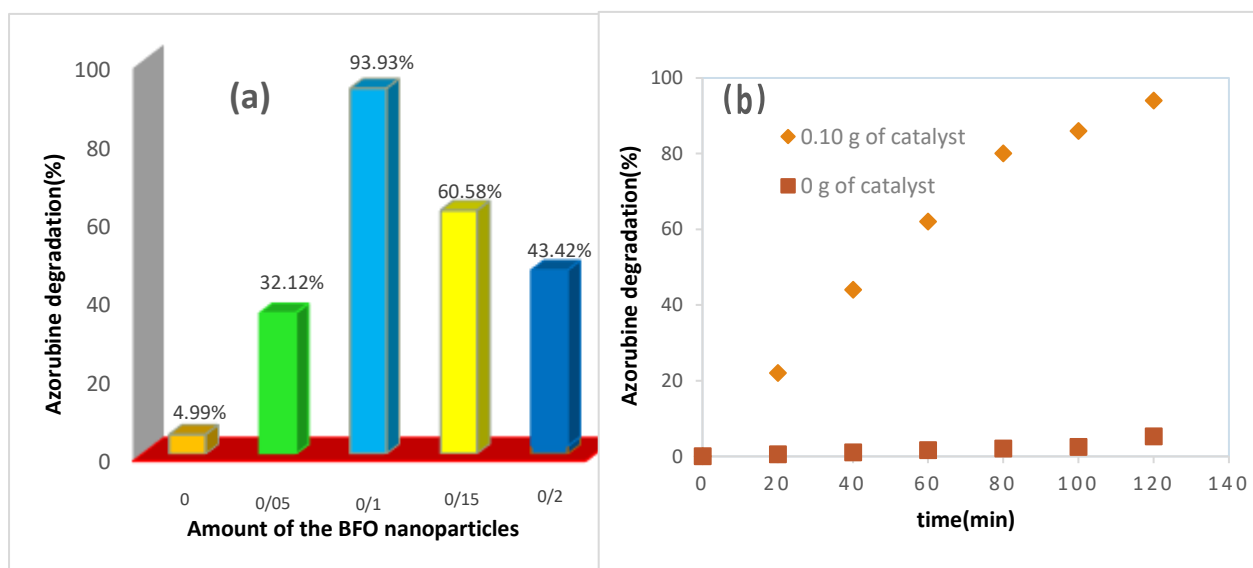 (a)
Azorubine degradation(%)
100
80
60
40
20
0
4.99%
32.12%
93.93%
60.58%
43.42%
0 0/05 0/1 0/15 0/2
Amount of the BFO nanoparticles
(b)
Azorubine degradation(%)
100
80
60
40
20
0
0.10 g of catalyst
0 g of catalyst
0 20 40 60 80 100 120 140
time(min)